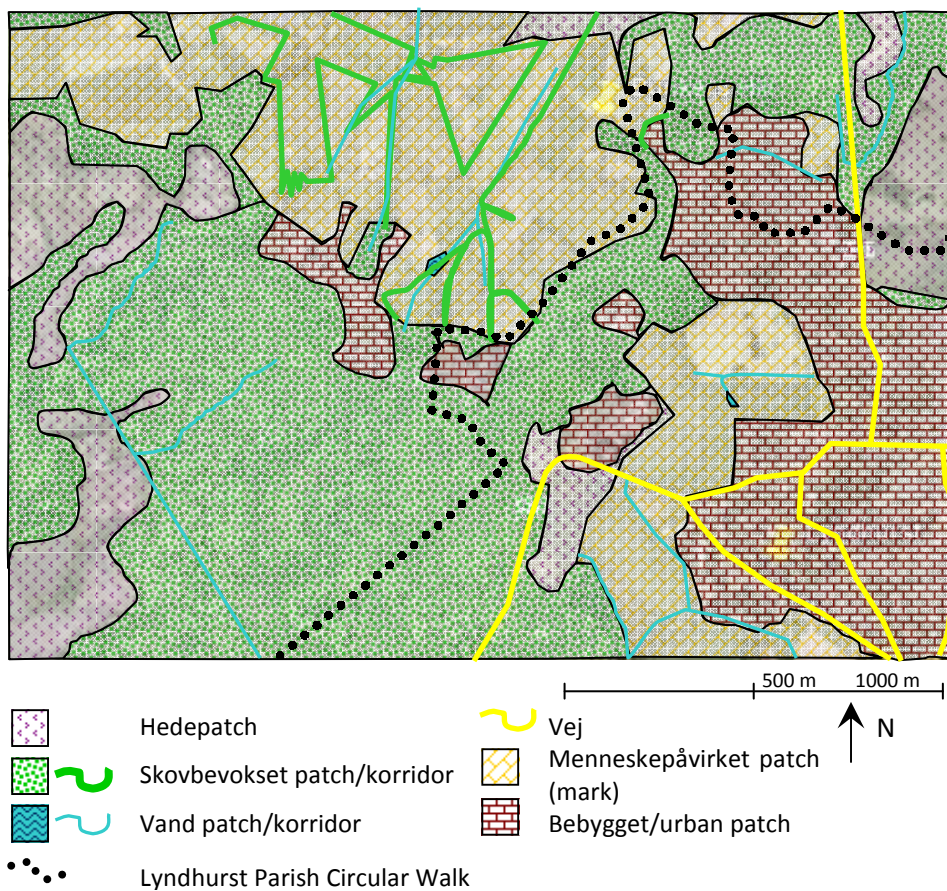 500 m
1000 m
N
Hedepatch
Skovbevokset patch/korridor
Vand patch/korridor
Lyndhurst Parish Circular Walk
Vej
Menneskepåvirket patch
(mark)
Bebygget/urban patch